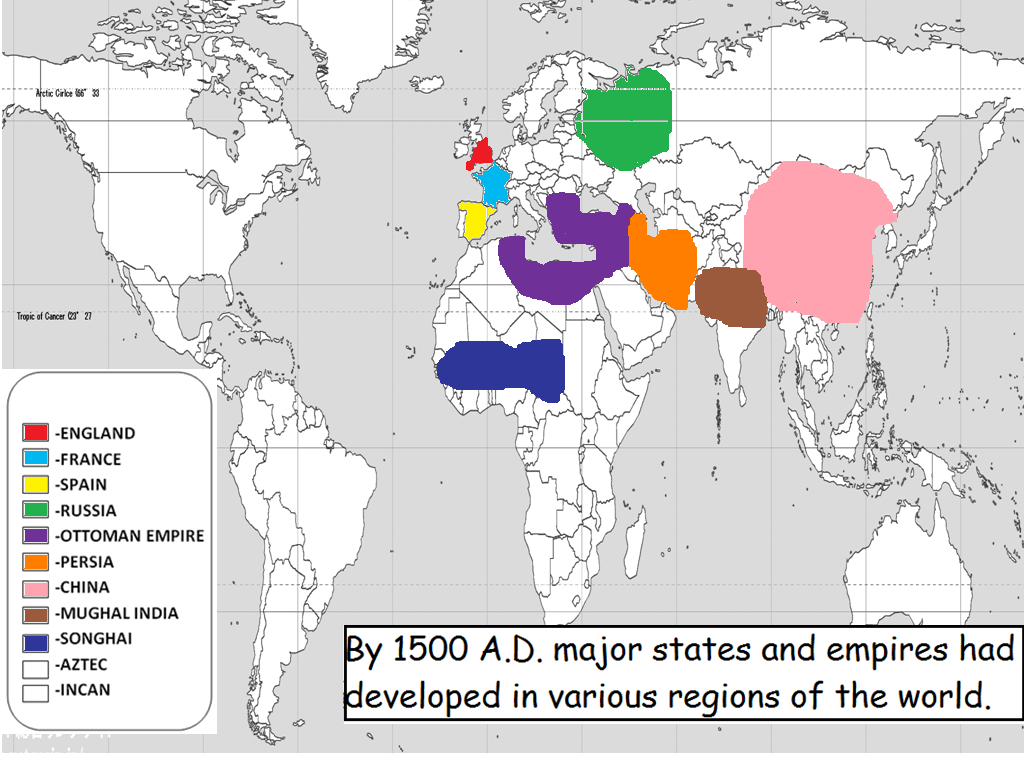 Arctic Cirlce (66° 33
Tropic of Cancer (23° 27
-ENGLAND
-FRANCE
-SPAIN
-RUSSIA
-OTTOMAN EMPIRE
-PERSIA
-CHINA
-MUGHAL INDIA
-SONGHAI
-AZTEC
-INCAN
By 1500 A.D. major states and empires had
developed in various regions of the world.